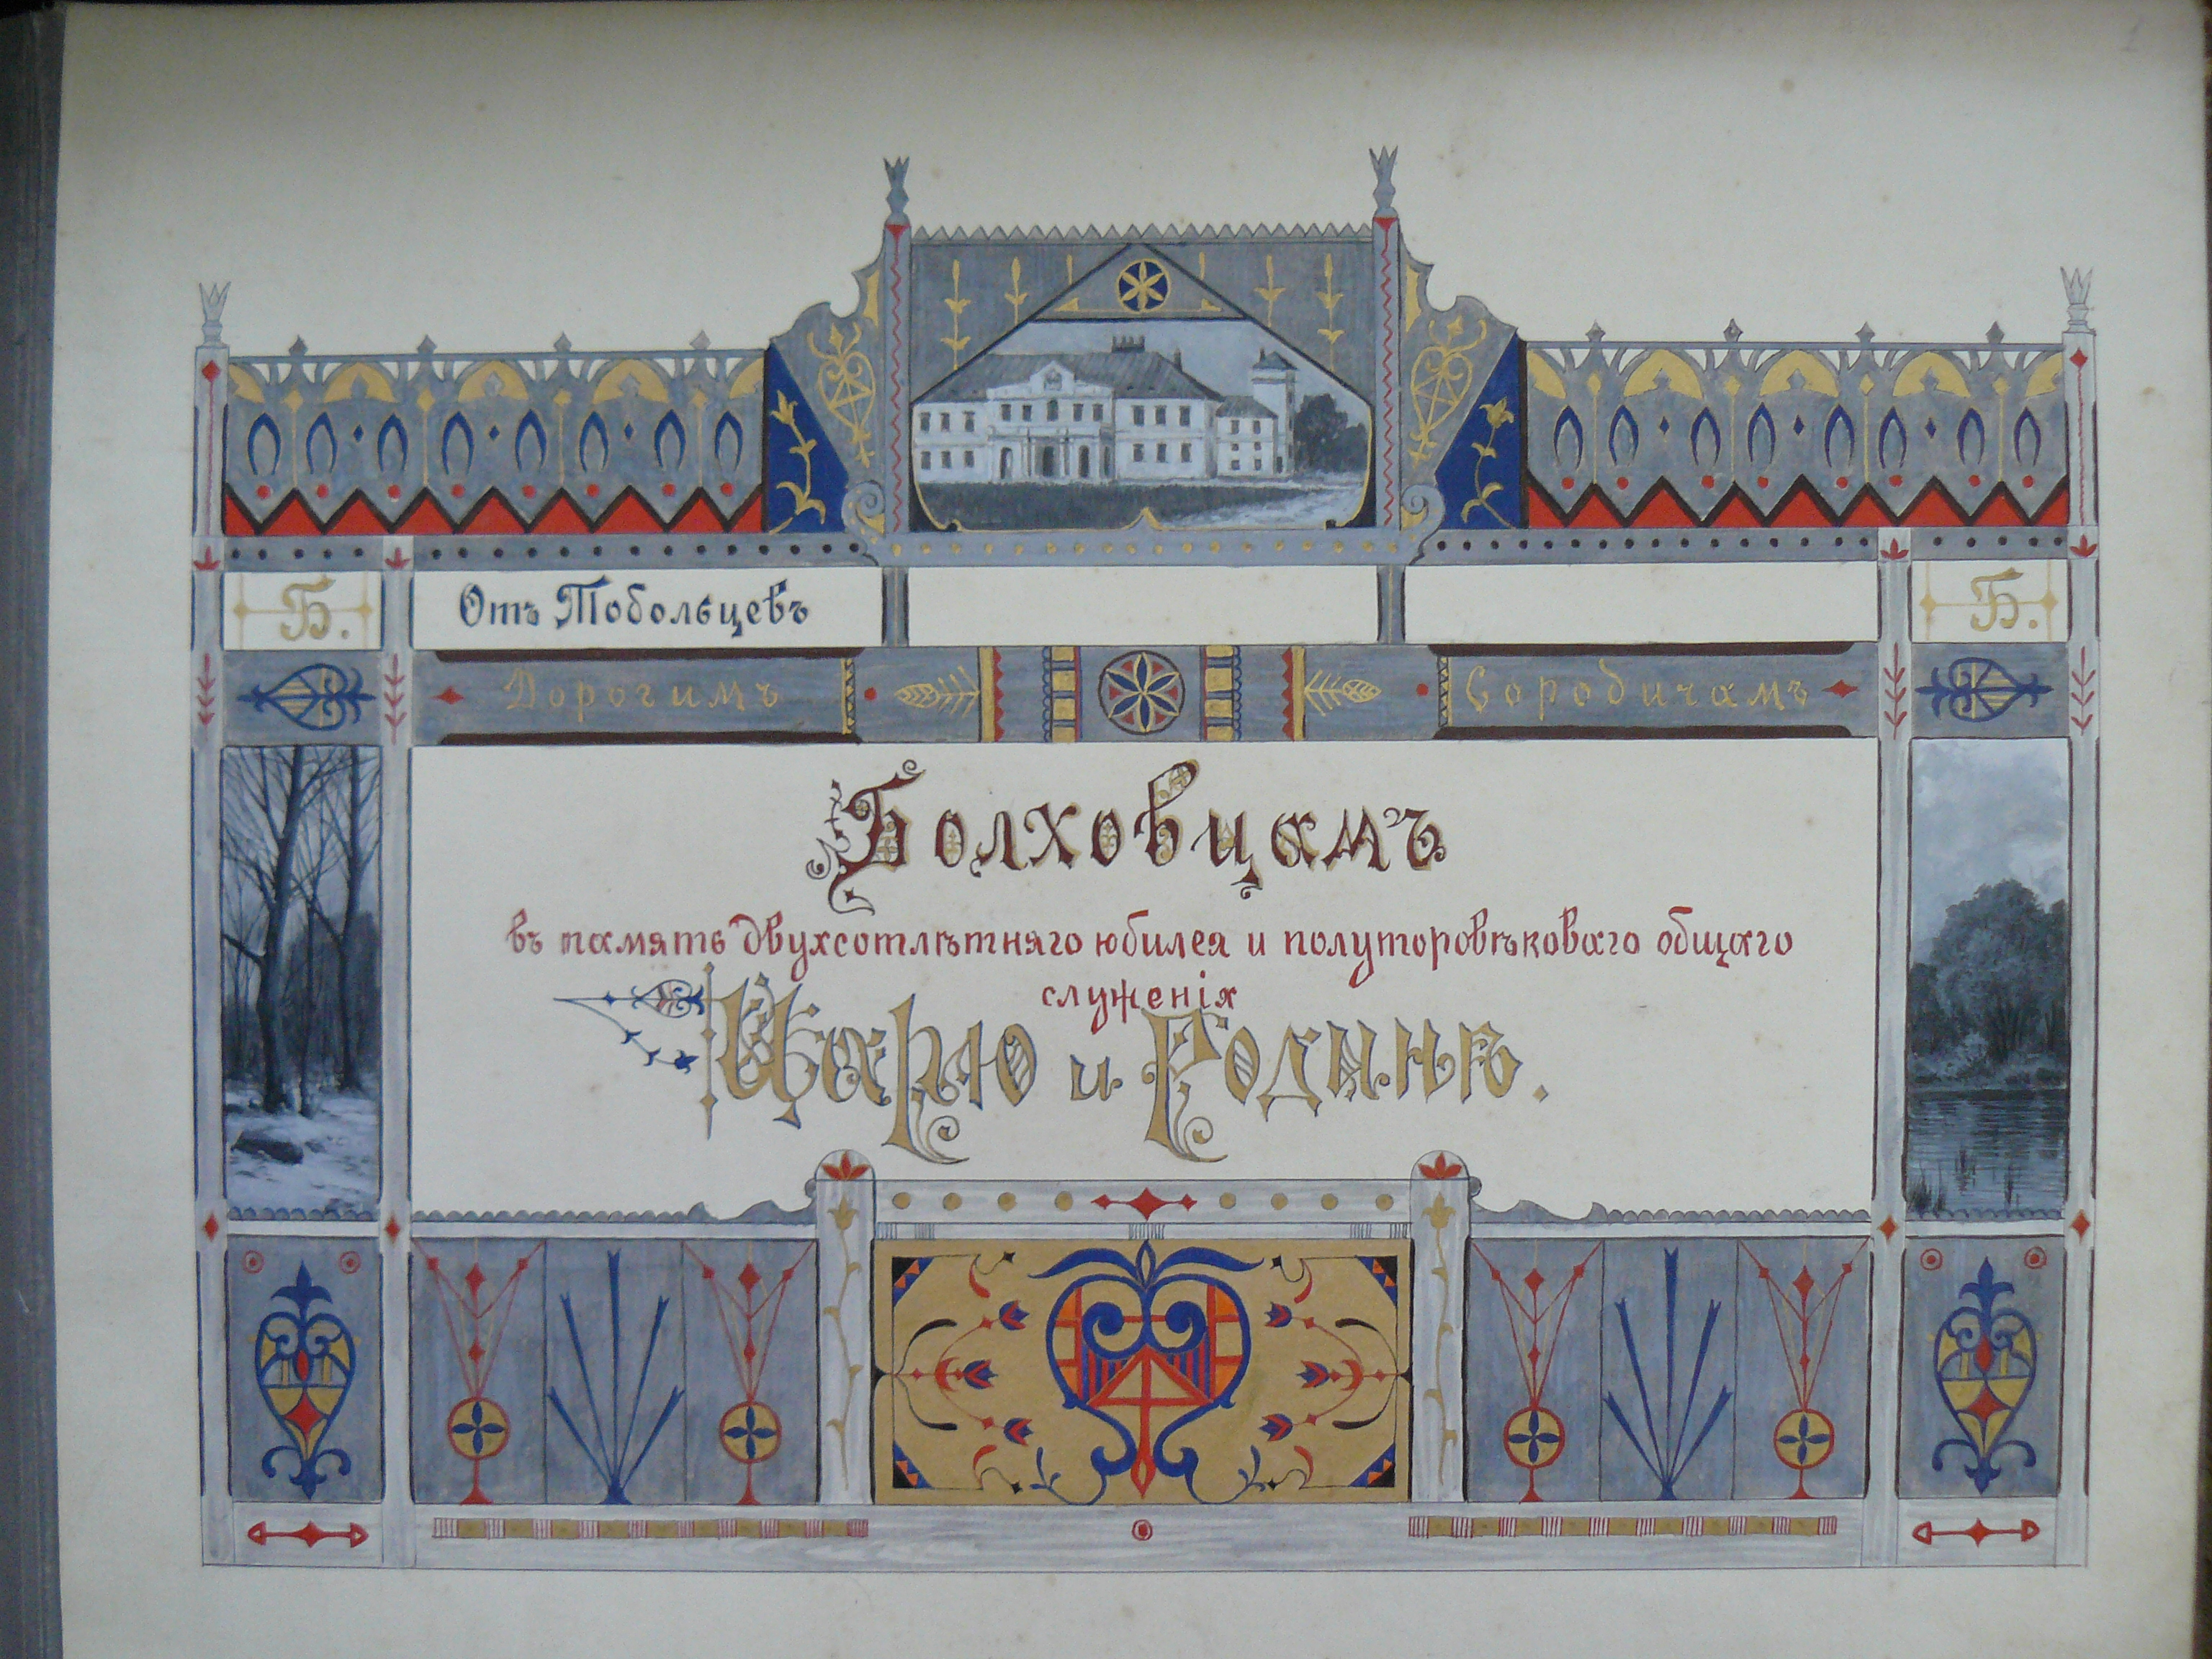 Б. Отъ Тобольцевъ Б.
Дорогимъ Сородичамъ
Болховцамъ
въ память двухсотлѣтняго юбилея и полуторовѣковаго общаго
служенія
Царю и Родинѣ.